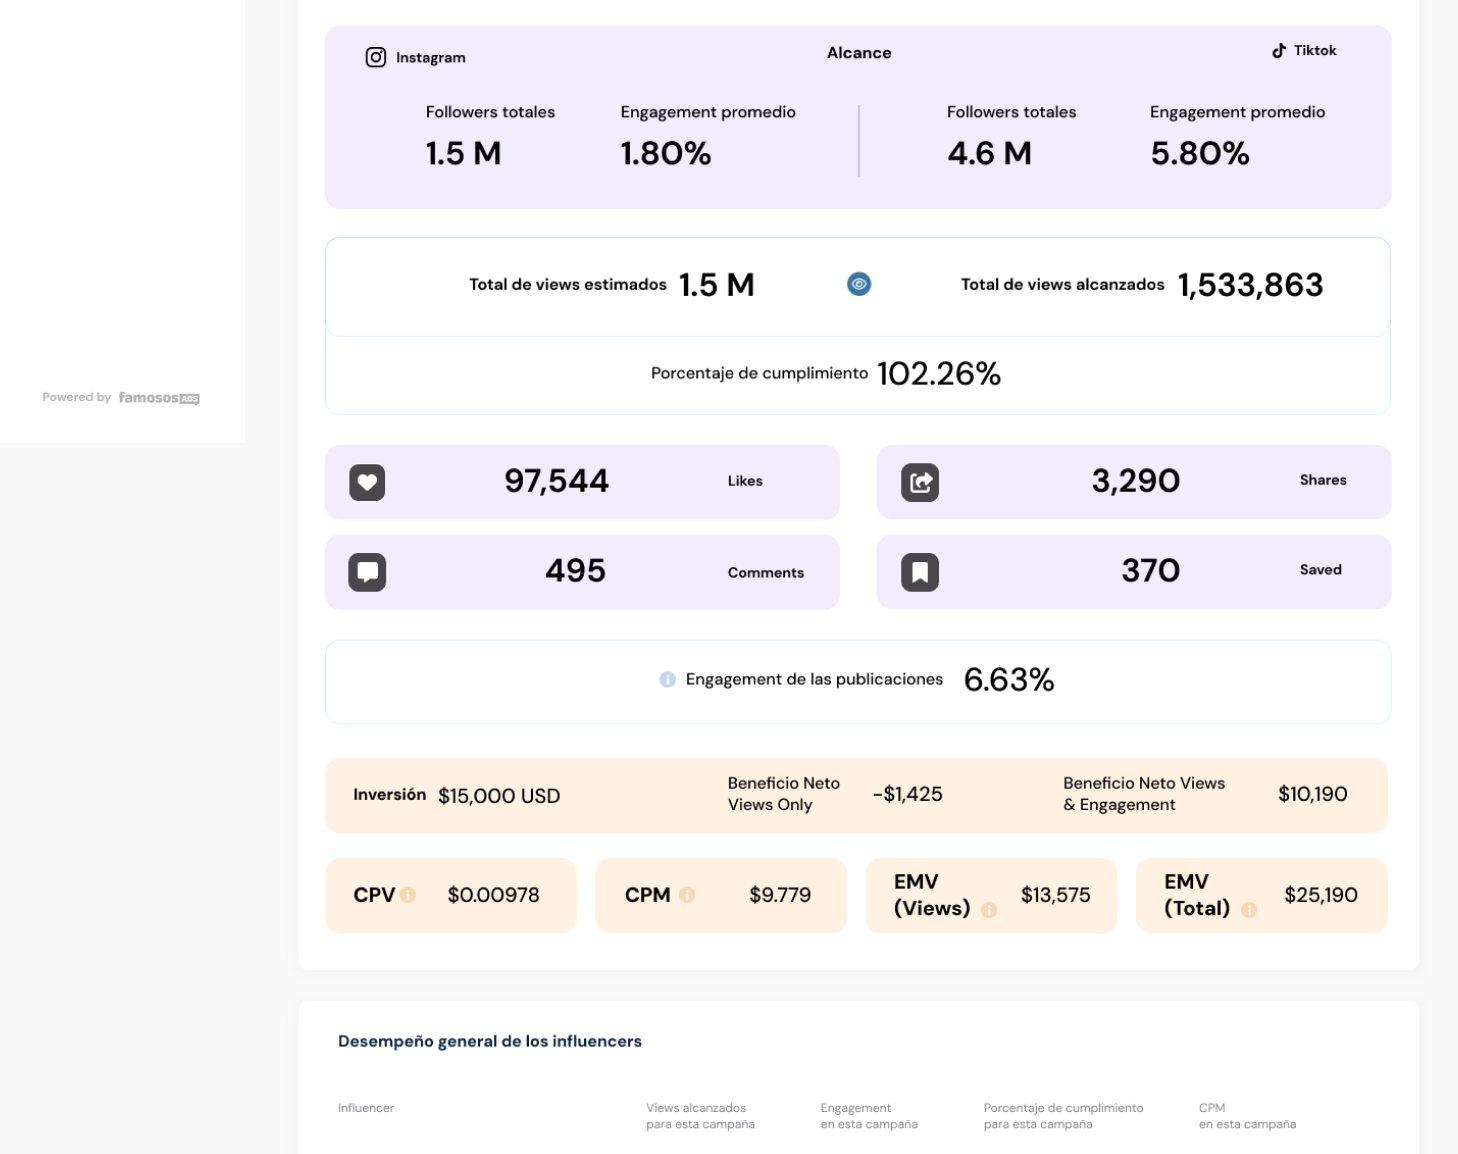 Instagram
Alcance
Tiktok
Followers totales
Engagement promedio
Followers totales
Engagement promedio
1.5 M
1.80%
4.6 M
5.80%
Total de views estimados 1.5 M
Total de views alcanzados 1,533,863
Porcentaje de cumplimiento 102.26%
Powered by famosos ADS
97,544 Likes
3,290 Shares
495 Comments
370 Saved
Engagement de las publicaciones 6.63%
Inversión $15,000 USD
Beneficio Neto
Views Only
-$1,425
Beneficio Neto Views
& Engagement
$10,190
CPV $0.00978
CPM $9.779
EMV
(Views)
$13,575
EMV
(Total)
$25,190
Desempeño general de los influencers
Influencer
Views alcanzados
para esta campaña
Engagement
en esta campaña
Porcentaje de cumplimiento
para esta campaña
CPM
en esta campaña